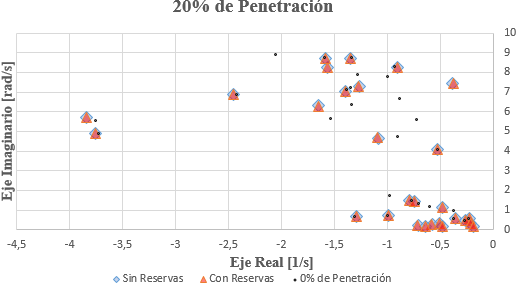 20% de Penetración
10
9
8
7
6
5
4
3
2
1
0
Eje Imaginario [rad/s]
-4,5 -4 -3,5 -3 -2,5 -2 -1,5 -1 -0,5 0
Eje Real [1/s]
Sin Reservas Con Reservas 0% de Penetración